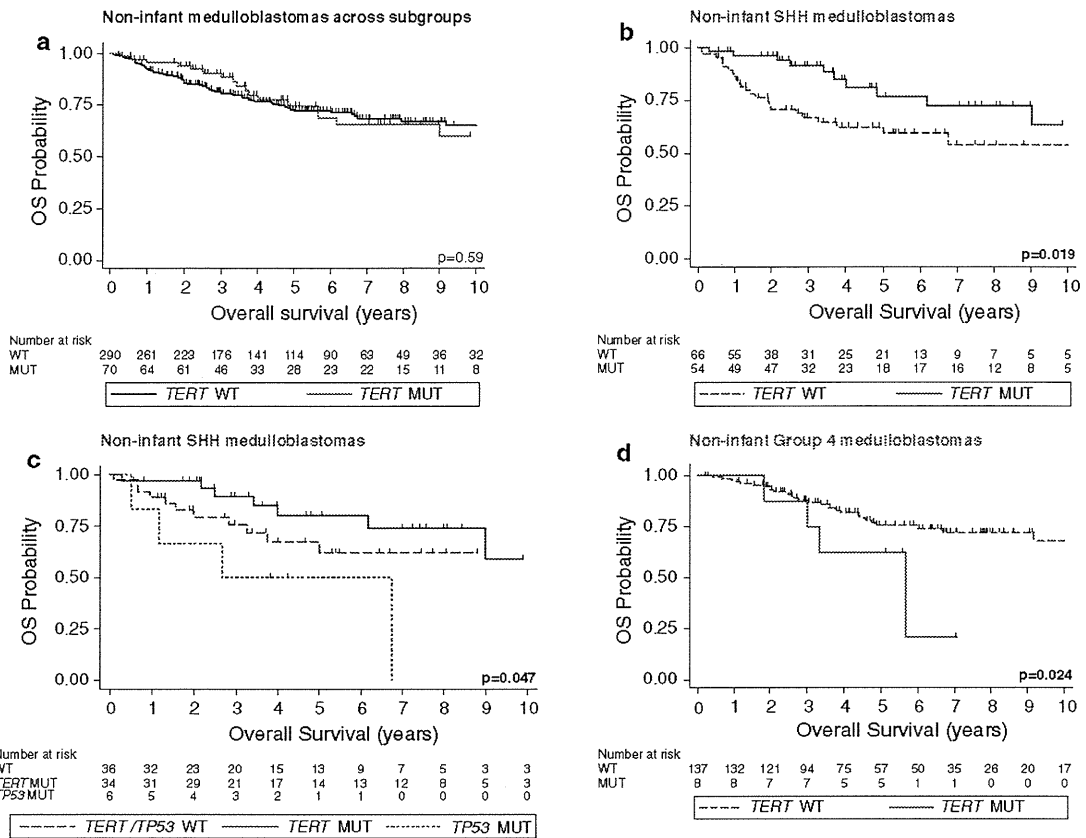 Non-infant medulloblastomas across subgroups
a
1.00
0.75
0.50
0.25
0.00
OS Probability
p=0.59
0 1 2 3 4 5 6 7 8 9 10
Overall survival (years)
Number at risk
WT 290 261 223 176 141 114 90 63 49 36 32
MUT 70 64 61 46 33 28 23 22 15 11 8
TERT WT TERT MUT
Non-infant SHH medulloblastomas
b
1.00
0.75
0.50
0.25
0.00
OS Probability
p=0.019
0 1 2 3 4 5 6 7 8 9 10
Overall Survival (years)
Number at risk
WT 66 55 38 31 25 21 13 9 7 5 5
MUT 54 49 47 32 23 18 17 16 12 8 5
TERT WT TERT MUT
Non-infant SHH medulloblastomas
c
1.00
0.75
0.50
0.25
0.00
OS Probability
p=0.047
0 1 2 3 4 5 6 7 8 9 10
Overall Survival (years)
Number at risk
WT 36 32 23 20 15 13 9 7 5 3 3
TERT MUT 34 31 29 21 17 14 13 12 8 5 3
TP53 MUT 6 5 4 3 2 1 1 0 0 0 0
TERT/TP53 WT TERT MUT TP53 MUT
Non-infant Group 4 medulloblastomas
d
1.00
0.75
0.50
0.25
0.00
OS Probability
p=0.024
0 1 2 3 4 5 6 7 8 9 10
Overall Survival (years)
Number at risk
WT 137 132 121 94 75 57 50 35 26 20 17
MUT 8 8 7 7 5 5 1 1 0 0 0
TERT WT TERT MUT